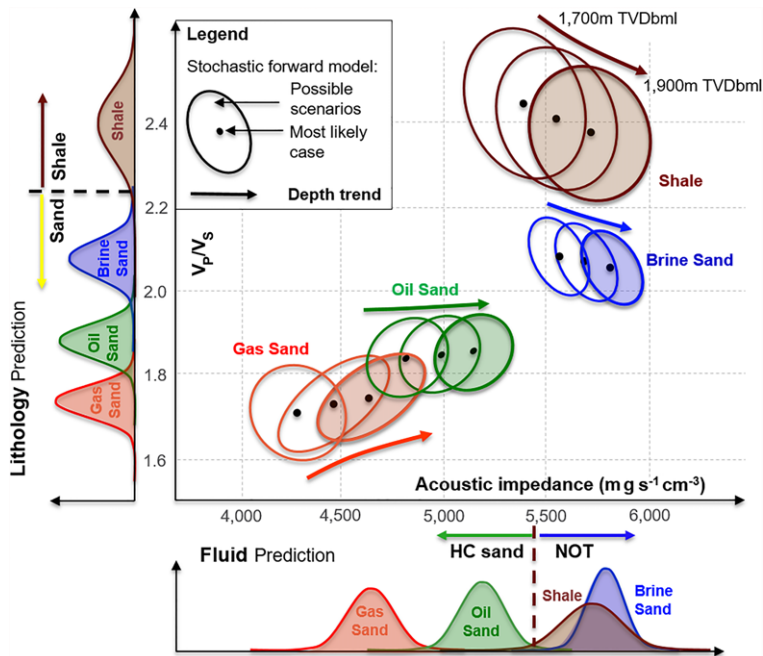 Legend
Stochastic forward model:
Possible
scenarios
Most likely
case
Depth trend
1,700m TVDbml
1,900m TVDbml
Shale
Brine Sand
Oil Sand
Gas Sand
VP/VS
2.4
2.2
2.0
1.8
1.6
Acoustic impedance (m g s-1 cm-3)
4,000
4,500
5,000
5,500
6,000
Lithology Prediction
Sand
Shale
Shale
Brine
Sand
Oil
Sand
Gas
Sand
HC sand
NOT
Fluid Prediction
Gas
Sand
Oil
Sand
Shale
Brine
Sand